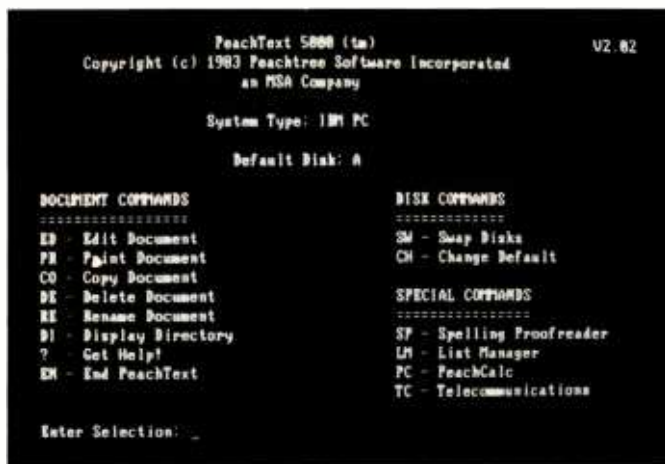 PeachText 5000 (tm)
V2.02
Copyright (c) 1983 Peachtree Software Incorporated
an MSA Company
System Type: IBM PC
Default Disk: A
DOCUMENT COMMANDS
=================
ED - Edit Document
PR - Print Document
CO - Copy Document
DE - Delete Document
RE - Rename Document
DI - Display Directory
? - Get Help!
EN - End PeachText
DISK COMMANDS
=============
SW - Swap Disks
CH - Change Default
SPECIAL COMMANDS
================
SP - Spelling Proofreader
LM - List Manager
PC - PeachCalc
TC - Telecommunications
Enter Selection: _